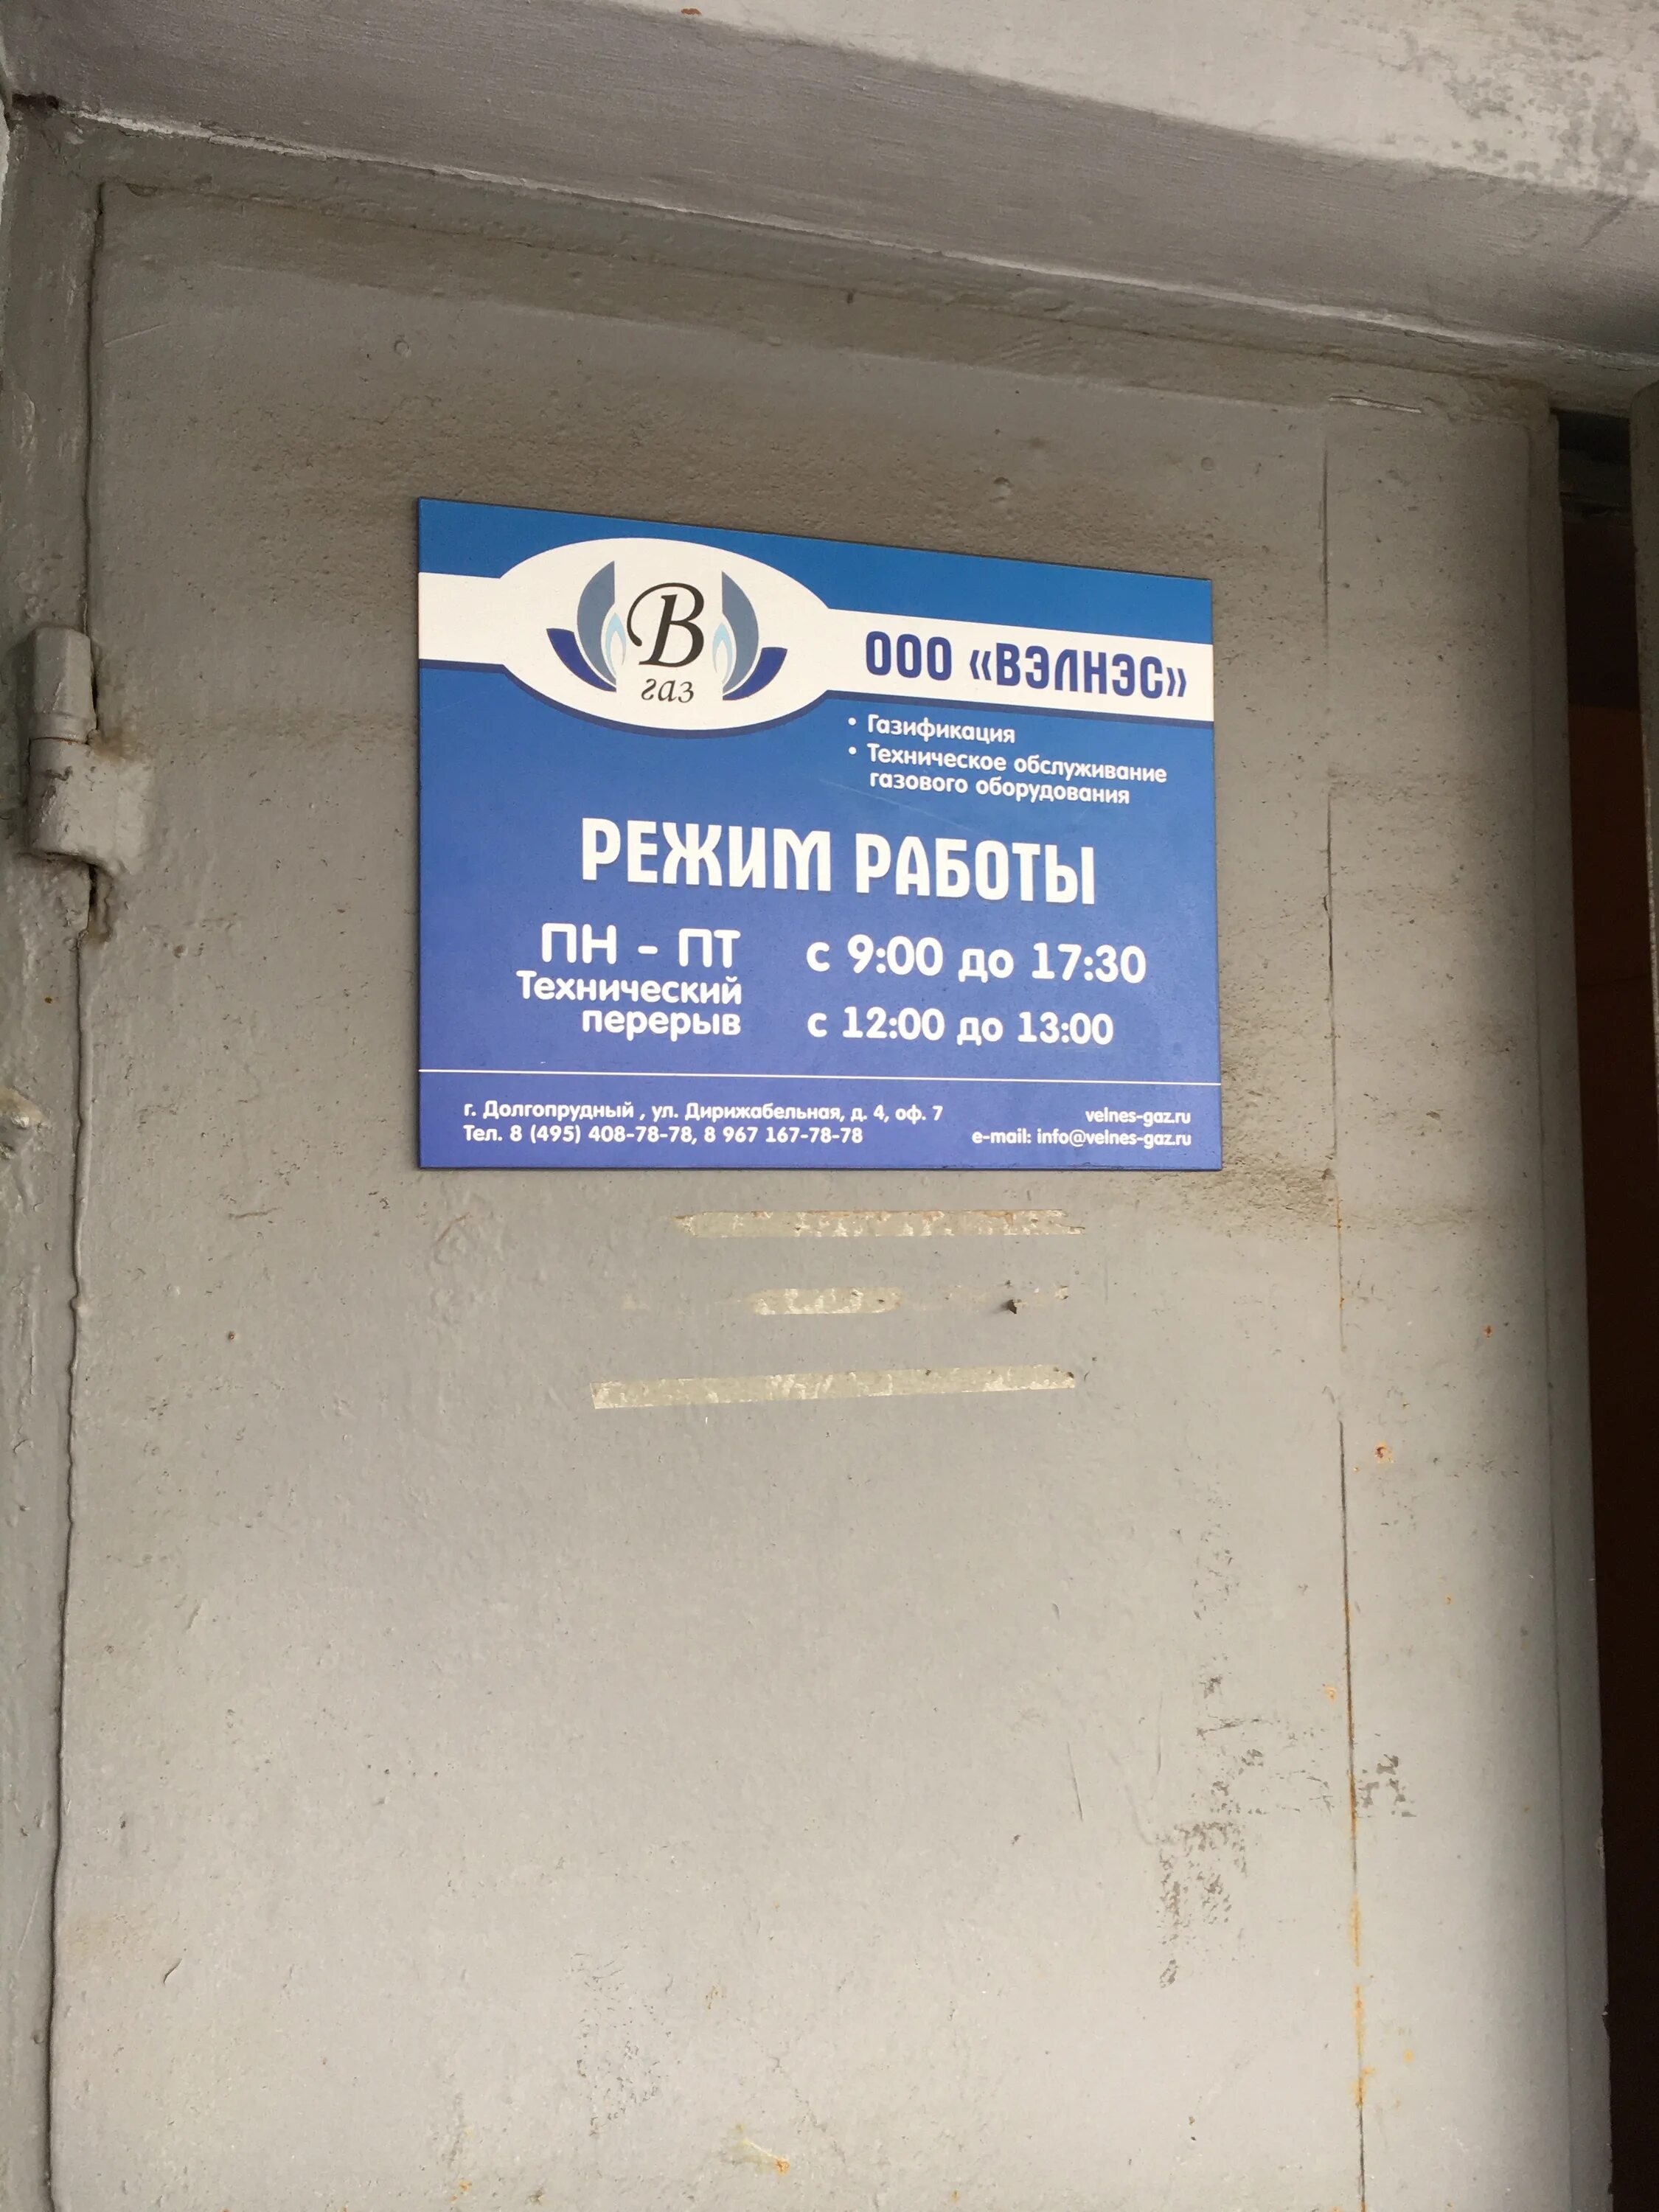 В
газ
ООО «ВЭЛНЭС»
• Газификация
• Техническое обслуживание
газового оборудования
РЕЖИМ РАБОТЫ
ПН - ПТ с 9:00 до 17:30
Технический
перерыв с 12:00 до 13:00
г. Долгопрудный , ул. Дирижабельная, д. 4, оф. 7
Тел. 8 (495) 408-78-78, 8 967 167-78-78
velnes-gaz.ru
e-mail: info@velnes-gaz.ru